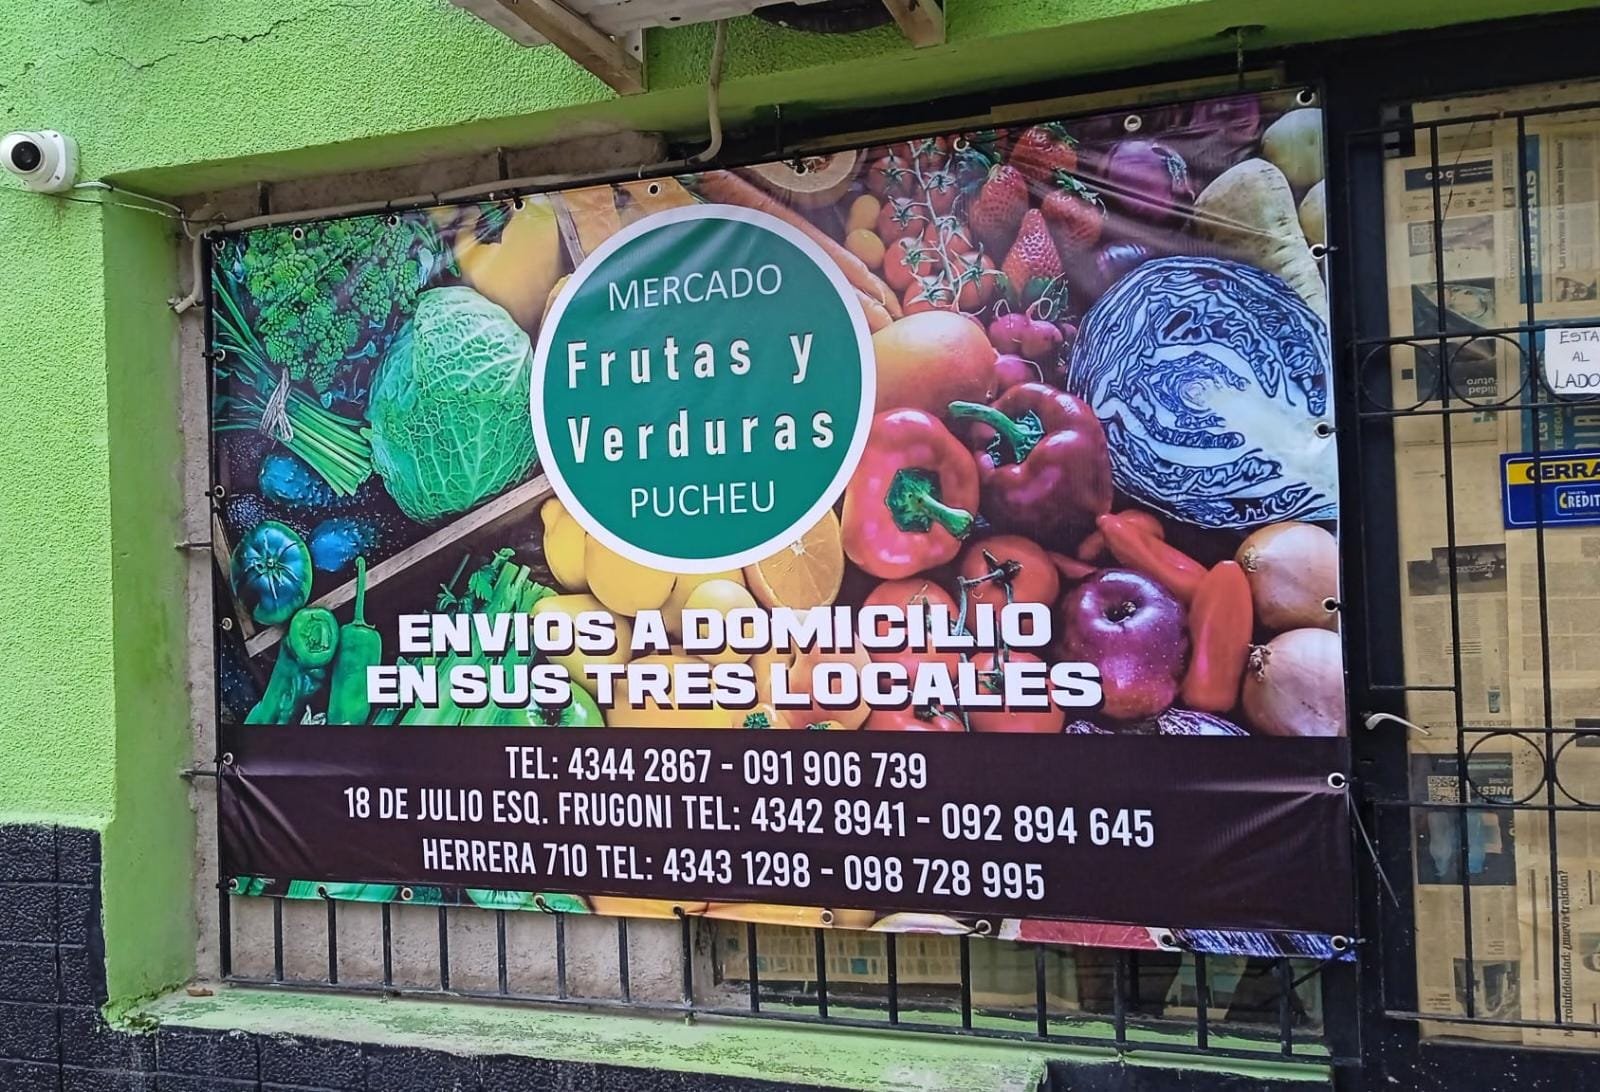 MERCADO
Frutas y
Verduras
PUCHEU
ENVIOS A DOMICILIO
EN SUS TRES LOCALES
TEL: 4344 2867 - 091 906 739
18 DE JULIO ESQ. FRUGONI TEL: 4342 8941 - 092 894 645
HERRERA 710 TEL: 4343 1298 - 098 728 995
ESTA
AL
LADO